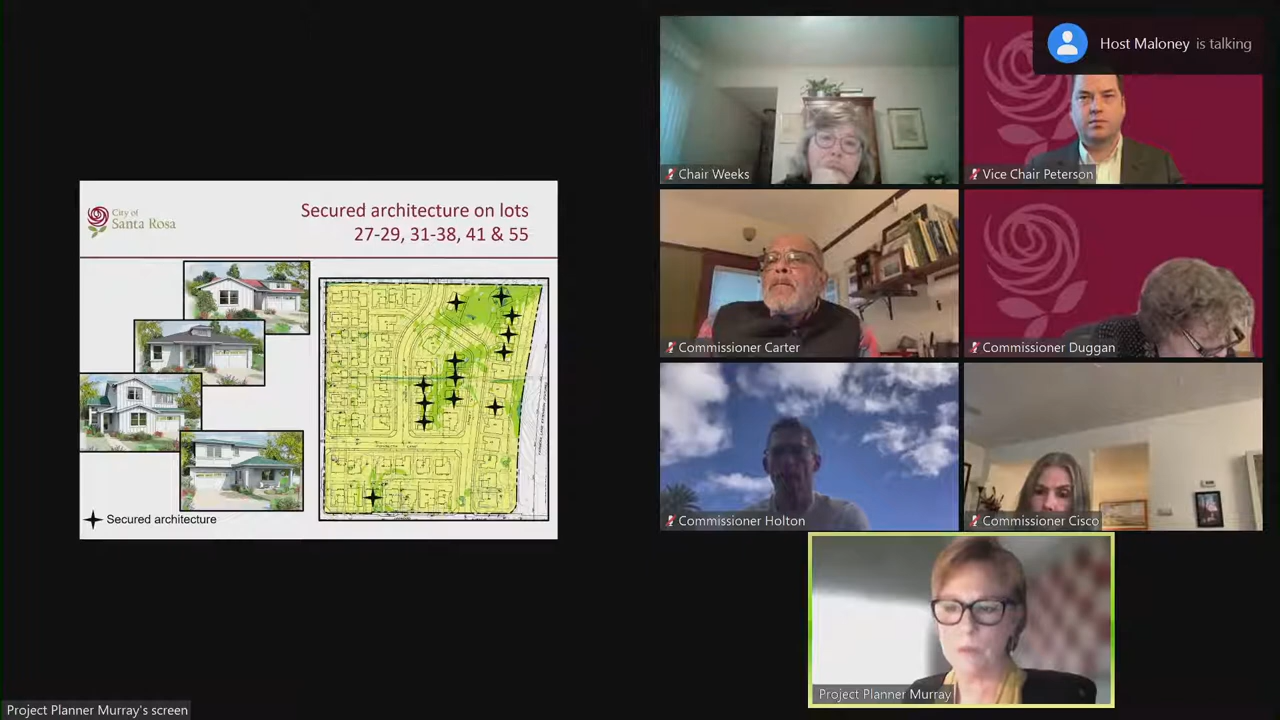 Host Maloney is talking
Chair Weeks
Vice Chair Peterson
City of
Santa Rosa
Secured architecture on lots
27-29, 31-38, 41 & 55
Commissioner Carter
Commissioner Duggan
Secured architecture
Commissioner Holton
Commissioner Cisco
Project Planner Murray
Project Planner Murray's screen